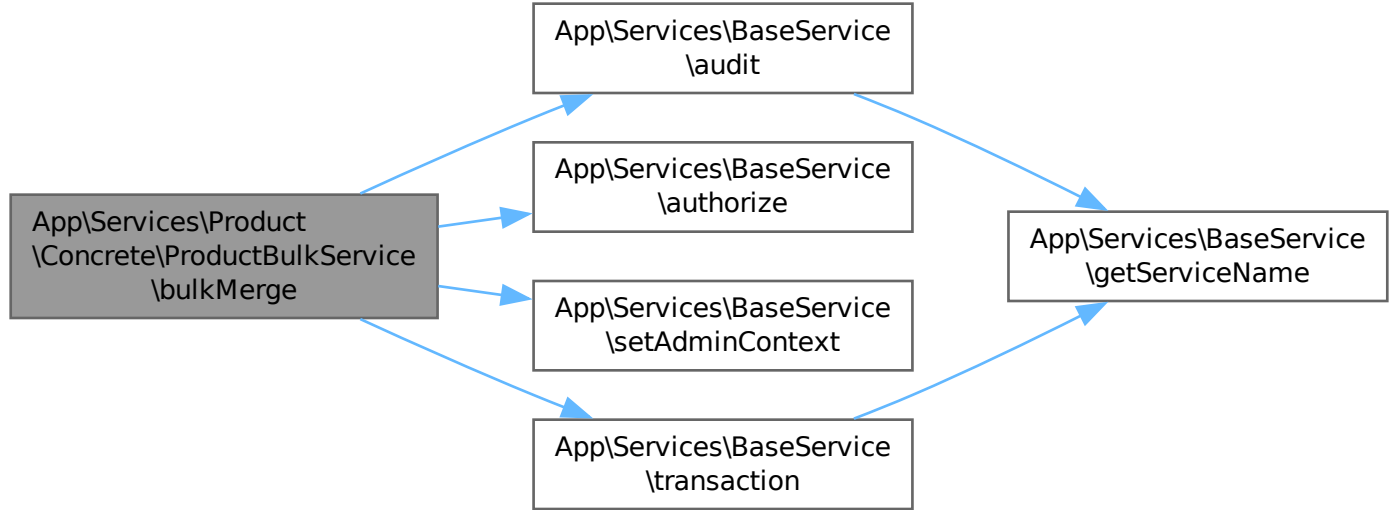 App\Services\BaseService
\audit
App\Services\BaseService
\authorize
App\Services\Product
\Concrete\ProductBulkService
\bulkMerge
App\Services\BaseService
\getServiceName
App\Services\BaseService
\setAdminContext
App\Services\BaseService
\transaction